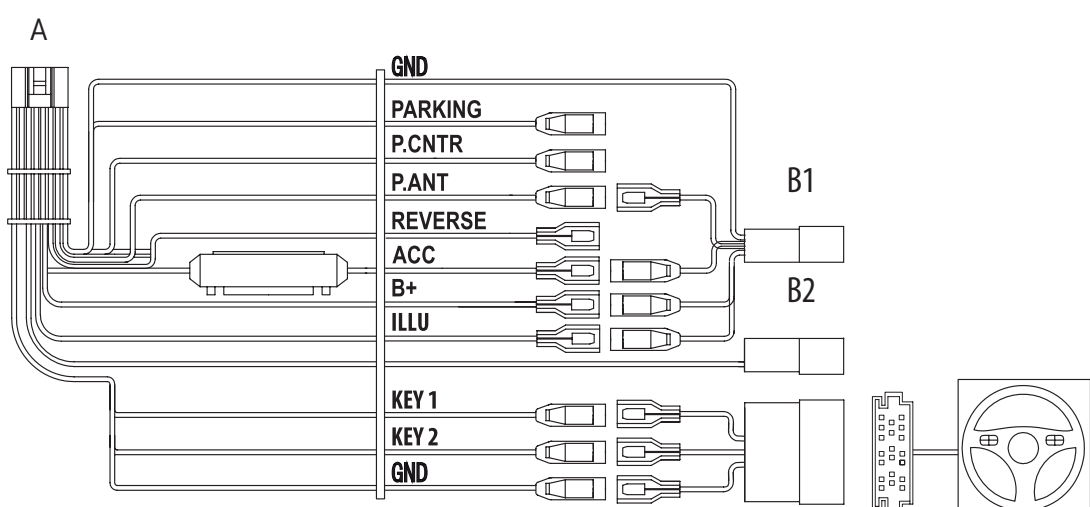 A
GND
PARKING
P.CNTR
P.ANT
B1
REVERSE
ACC
B+
B2
ILLU
KEY 1
KEY 2
GND